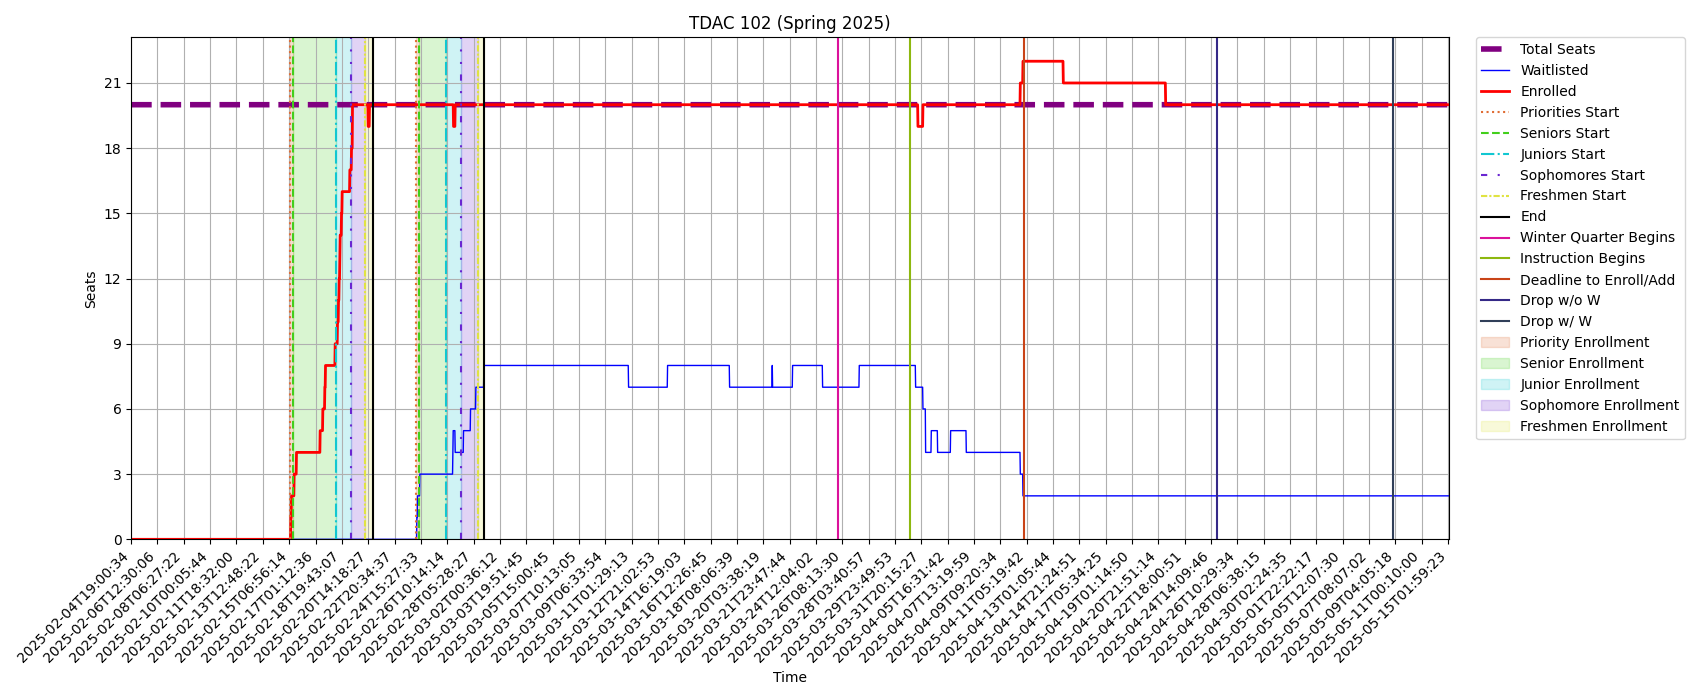 TDAC 102 (Spring 2025)
Seats
21
18
15
12
9
6
3
0
2025-02-04T19:00:34
2025-02-06T12:30:06
2025-02-08T06:27:22
2025-02-10T00:05:44
2025-02-11T18:32:00
2025-02-13T12:48:22
2025-02-15T06:56:14
2025-02-17T01:12:36
2025-02-18T19:43:07
2025-02-20T14:18:27
2025-02-22T20:34:37
2025-02-24T15:27:33
2025-02-26T10:14:14
2025-02-28T05:28:27
2025-03-02T00:36:12
2025-03-03T19:51:45
2025-03-05T15:00:45
2025-03-07T10:13:05
2025-03-09T06:33:54
2025-03-11T01:29:13
2025-03-12T21:02:53
2025-03-14T16:19:03
2025-03-16T12:26:45
2025-03-18T08:06:39
2025-03-20T03:38:19
2025-03-21T23:47:44
2025-03-24T12:04:02
2025-03-26T08:13:30
2025-03-28T03:40:57
2025-03-29T23:49:53
2025-03-31T20:15:27
2025-04-05T16:31:42
2025-04-07T13:19:59
2025-04-09T09:20:34
2025-04-11T05:19:42
2025-04-13T01:05:44
2025-04-14T21:24:51
2025-04-17T05:34:25
2025-04-19T01:14:50
2025-04-20T21:51:14
2025-04-22T18:00:51
2025-04-24T14:09:46
2025-04-26T10:29:34
2025-04-28T06:38:15
2025-04-30T02:24:35
2025-05-01T22:22:17
2025-05-05T12:07:30
2025-05-07T08:07:02
2025-05-09T04:05:18
2025-05-11T00:10:00
2025-05-15T01:59:23
Time
Total Seats
Waitlisted
Enrolled
Priorities Start
Seniors Start
Juniors Start
Sophomores Start
Freshmen Start
End
Winter Quarter Begins
Instruction Begins
Deadline to Enroll/Add
Drop w/o W
Drop w/ W
Priority Enrollment
Senior Enrollment
Junior Enrollment
Sophomore Enrollment
Freshmen Enrollment